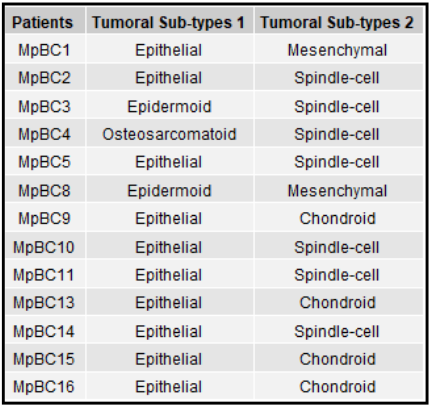 Patients Tumoral Sub-types 1 Tumoral Sub-types 2
MpBC1 Epithelial Mesenchymal
MpBC2 Epithelial Spindle-cell
MpBC3 Epidermoid Spindle-cell
MpBC4 Osteosarcomatoid Spindle-cell
MpBC5 Epithelial Spindle-cell
MpBC8 Epidermoid Mesenchymal
MpBC9 Epithelial Chondroid
MpBC10 Epithelial Spindle-cell
MpBC11 Epithelial Spindle-cell
MpBC13 Epithelial Chondroid
MpBC14 Epithelial Spindle-cell
MpBC15 Epithelial Chondroid
MpBC16 Epithelial Chondroid